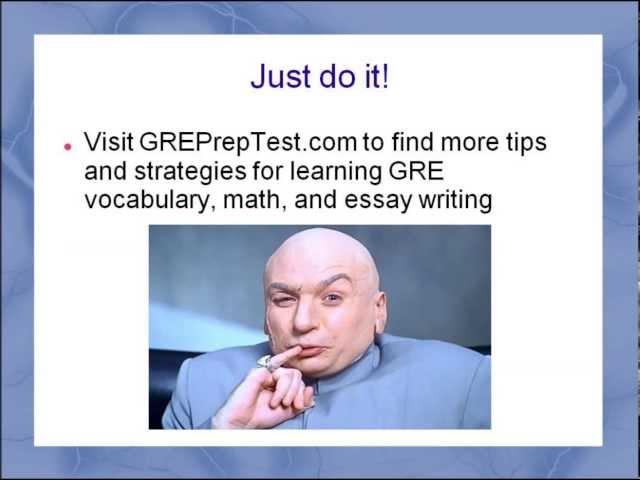 Just do it!
Visit GREPrepTest.com to find more tips
and strategies for learning GRE
vocabulary, math, and essay writing